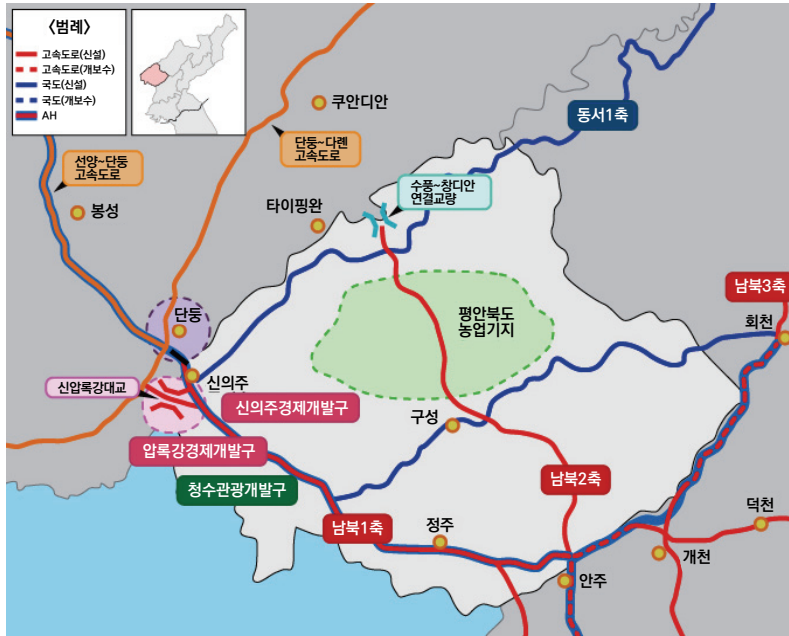 〈범례〉
고속도로(신설)
고속도로(개보수)
국도(신설)
국도(개보수)
AH
쿠안디안
동서1축
단둥~다롄
고속도로
선양~단둥
고속도로
수풍~창디안
연결교량
봉성
타이핑완
남북3축
평안북도
농업기지
단둥
회천
신의주
신압록강대교
신의주경제개발구
구성
압록강경제개발구
청수관광개발구
남북2축
남북1축
정주
덕천
개천
안주